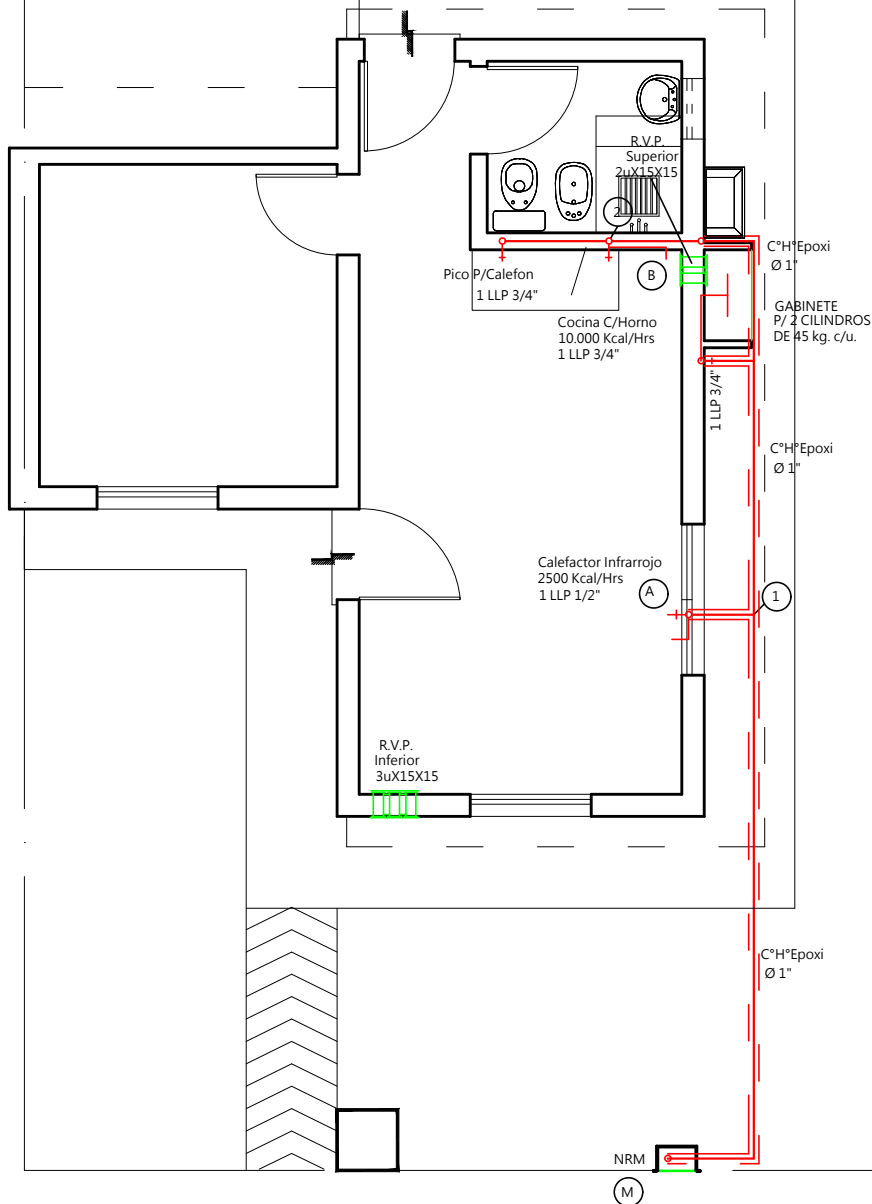 R.V.P.
Superior
2uX15X15
2
C°H°Epoxi
Ø 1"
B
Pico P/Calefon
1 LLP 3/4"
GABINETE
P/ 2 CILINDROS
DE 45 kg. c/u.
Cocina C/Horno
10.000 Kcal/Hrs
1 LLP 3/4"
1 LLP 3/4"
C°H°Epoxi
Ø 1"
Calefactor Infrarrojo
2500 Kcal/Hrs
1 LLP 1/2"
A
1
R.V.P.
Inferior
3uX15X15
C°H°Epoxi
Ø 1"
NRM
M